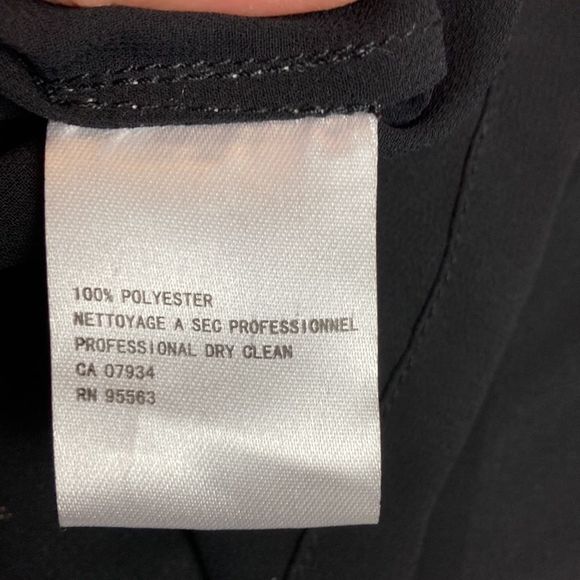 100% POLYESTER
NETTOYAGE A SEC PROFESSIONNEL
PROFESSIONAL DRY CLEAN
CA 07934
RN 95563